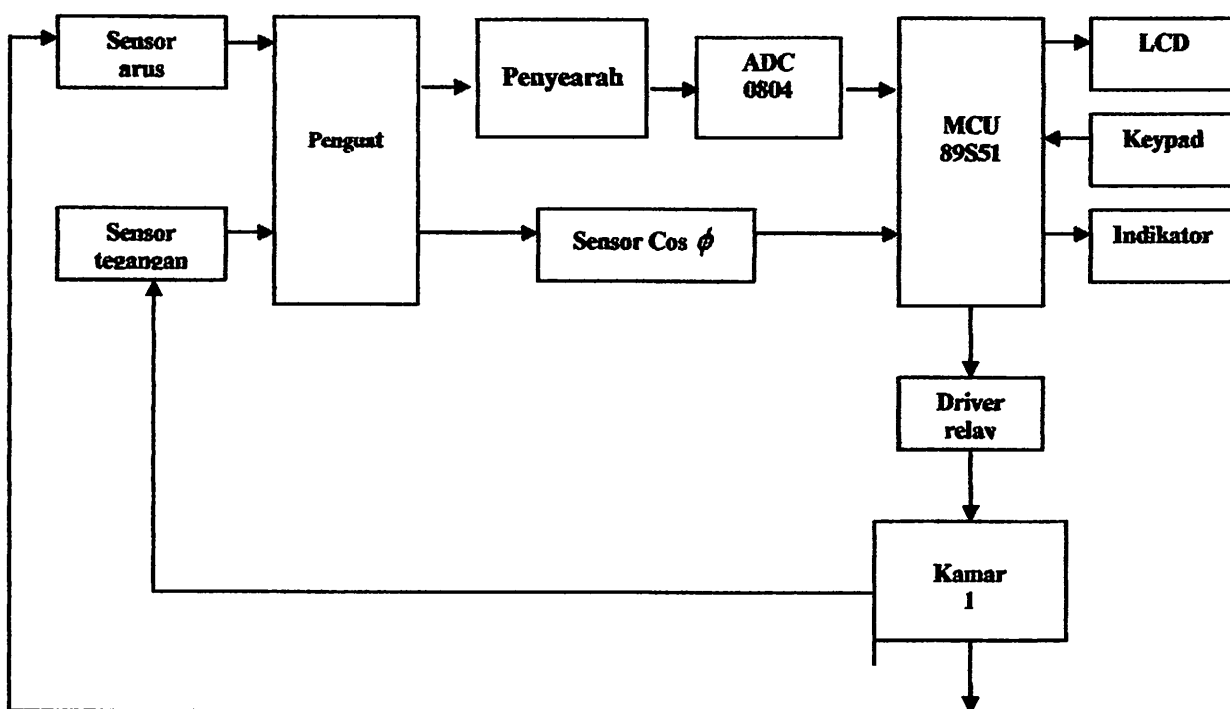 Sensor
arus
Penguat
Penyearah
ADC
0804
MCU
89S51
LCD
Keypad
Indikator
Sensor
tegangan
Sensor Cos ϕ
Driver
relay
Kamar
1